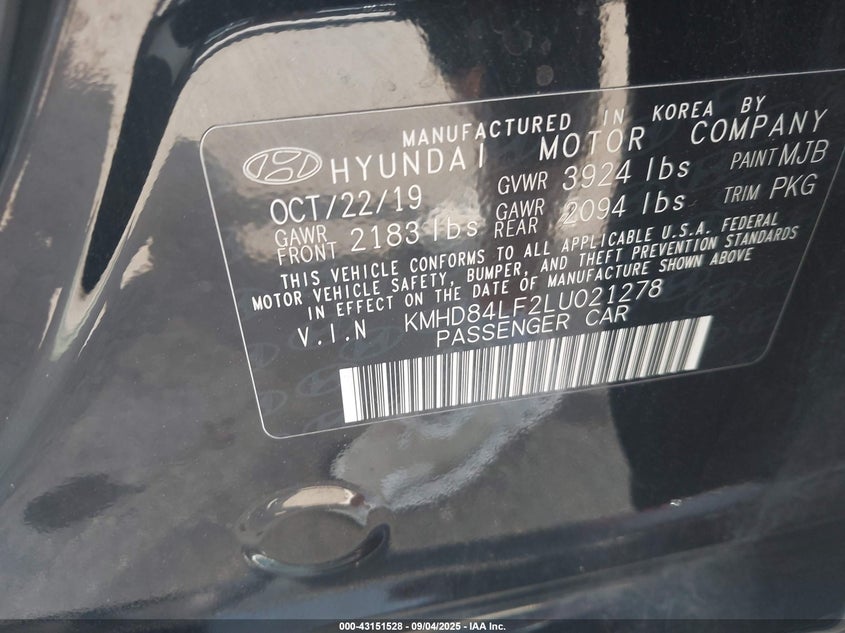 MANUFACTURED IN KOREA BY
HYUNDAI MOTOR COMPANY
OCT/22/19 GVWR 3924 lbs PAINT MJB
GAWR FRONT 2183 lbs GAWR REAR 2094 lbs TRIM PKG
THIS VEHICLE CONFORMS TO ALL APPLICABLE U.S.A. FEDERAL
MOTOR VEHICLE SAFETY, BUMPER, AND THEFT PREVENTION STANDARDS
IN EFFECT ON THE DATE OF MANUFACTURE SHOWN ABOVE
V.I.N KMHD84LF2LU021278
PASSENGER CAR
000-43151528 - 09/04/2025 - IAA Inc.